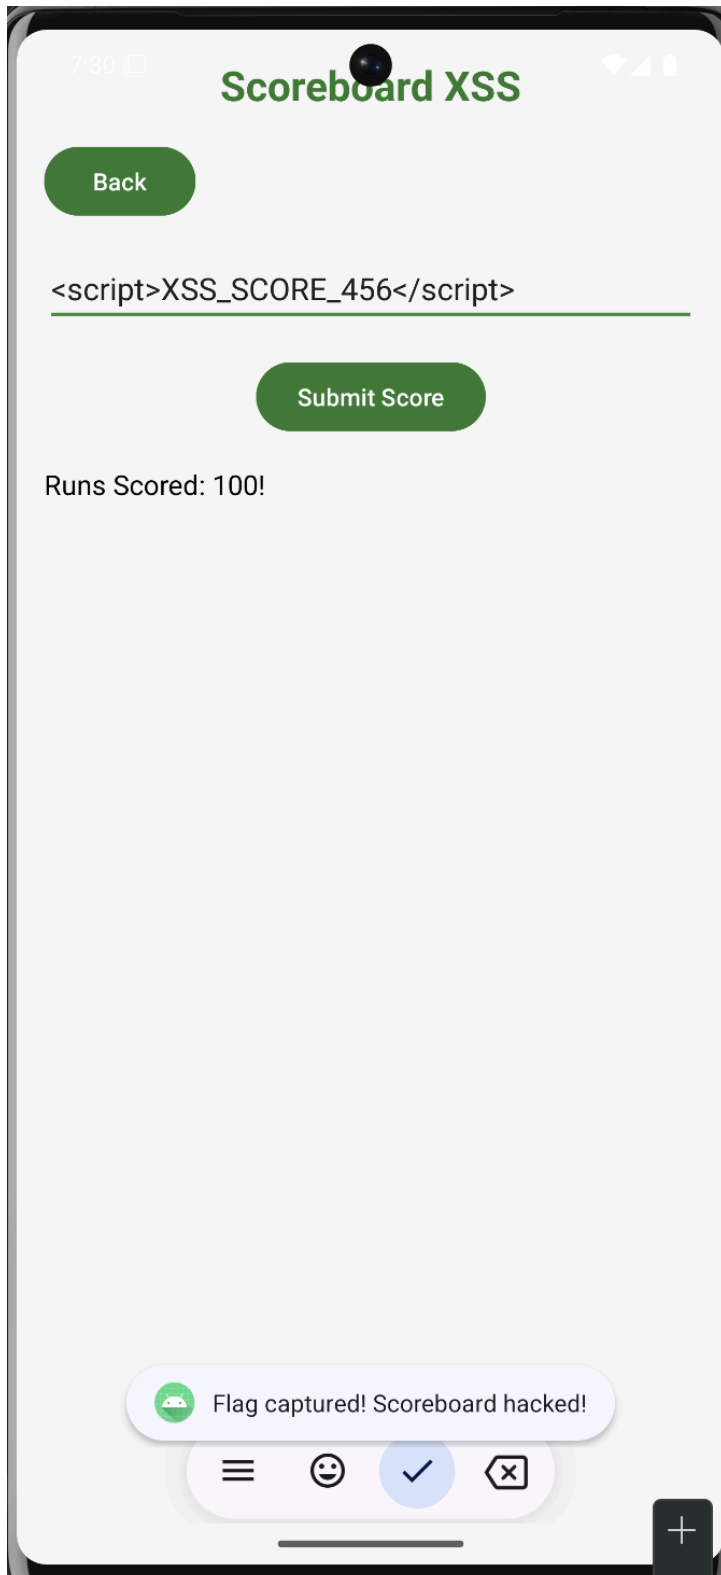 7:30
Scoreboard XSS
Back
<script>XSS_SCORE_456</script>
Submit Score
Runs Scored: 100!
Flag captured! Scoreboard hacked!